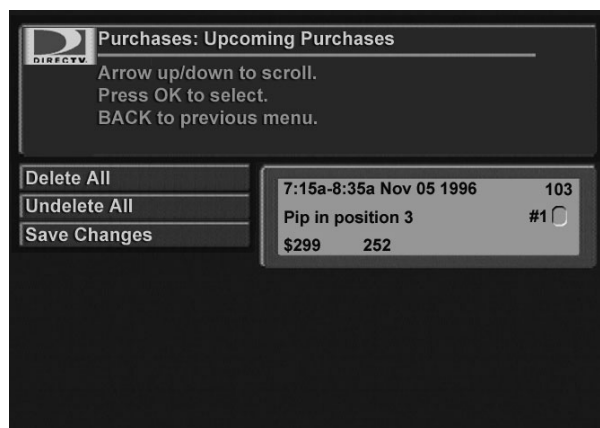 DIRECTV.
Purchases: Upcoming Purchases
Arrow up/down to scroll.
Press OK to select.
BACK to previous menu.
Delete All
Undelete All
Save Changes
7:15a-8:35a Nov 05 1996 103
Pip in position 3 #1
$299 252